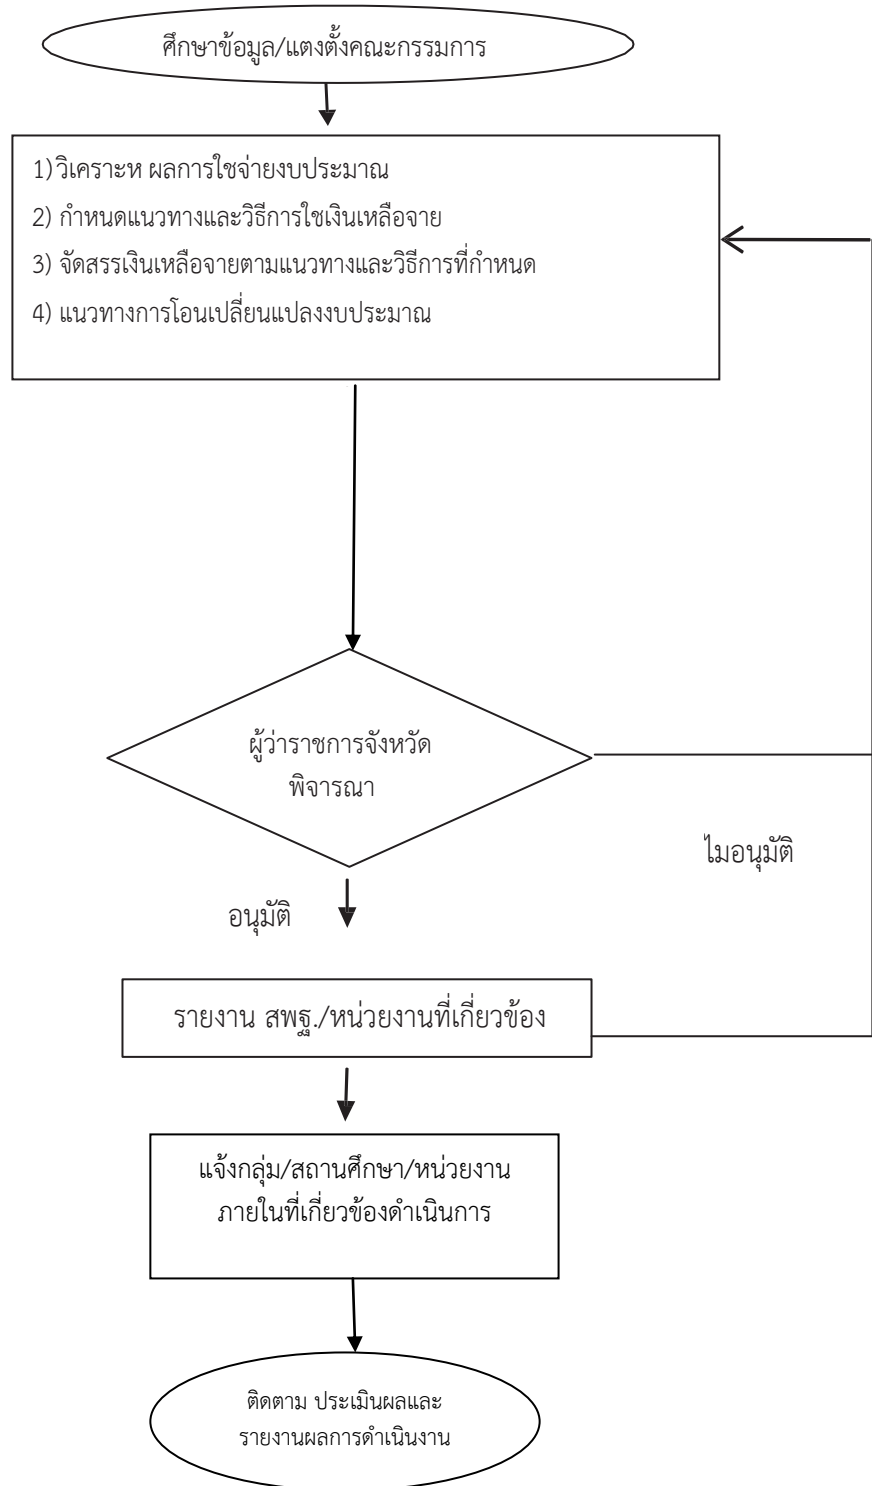 ศึกษาข้อมูล/แตงตั้งคณะกรรมการ
1) วิเคราะห ผลการใชจ่ายงบประมาณ
2) กําหนดแนวทางและวิธีการใชเงินเหลือจาย
3) จัดสรรเงินเหลือจายตามแนวทางและวิธีการที่กําหนด
4) แนวทางการโอนเปลี่ยนแปลงงบประมาณ
ผู้ว่าราชการจังหวัด
พิจารณา
ไมอนุมัติ
อนุมัติ
รายงาน สพฐ./หน่วยงานที่เกี่ยวข้อง
แจ้งกลุ่ม/สถานศึกษา/หน่วยงาน
ภายในที่เกี่ยวข้องดําเนินการ
ติดตาม ประเมินผลและ
รายงานผลการดําเนินงาน